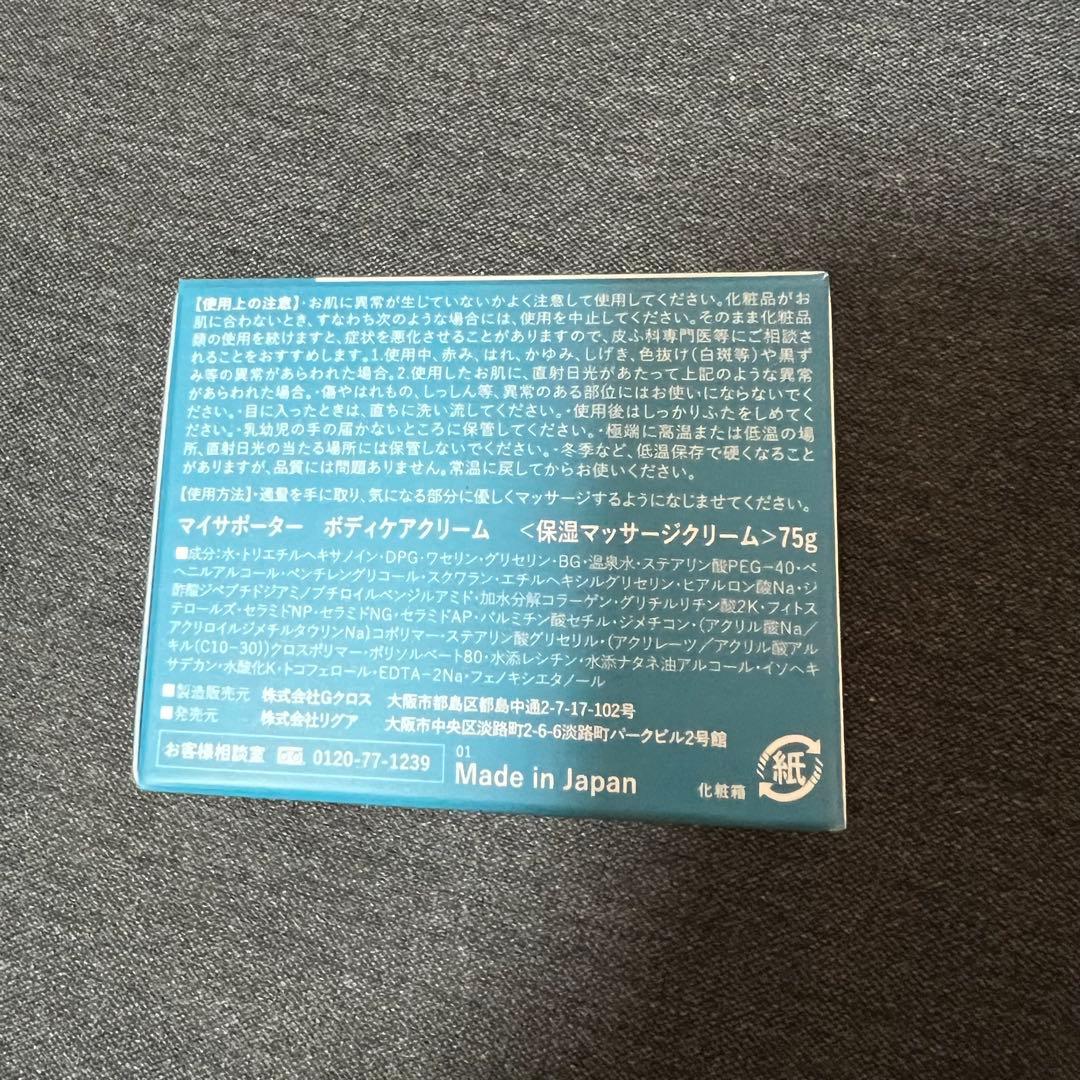 【使用上の注意】・お肌に異常が生じていないかよく注意して使用してください。化粧品がお
肌に合わないとき、すなわち次のような場合には、使用を中止してください。そのまま化粧品
類の使用を続けますと、症状を悪化させることがありますので、皮ふ科専門医等にご相談さ
れることをおすすめします。1.使用中、赤み、はれ、かゆみ、しげき、色抜け(白斑等)や黒ず
み等の異常があらわれた場合。2.使用したお肌に、直射日光があたって上記のような異常
があらわれた場合。・傷やはれもの、しっしん等、異常のある部位にはお使いにならないでく
ださい。・目に入ったときは、直ちに洗い流してください。・使用後はしっかりふたをしめてく
ださい。・乳幼児の手の届かないところに保管してください。・極端に高温または低温の場
所、直射日光の当たる場所には保管しないでください。・冬季など、低温保存で硬くなること
がありますが、品質には問題ありません。常温に戻してからお使いください。
【使用方法】・適量を手に取り、気になる部分に優しくマッサージするようになじませてください。
マイサポーター ボディケアクリーム <保湿マッサージクリーム>75g
■成分:水・トリエチルヘキサノイン・DPG・ワセリン・グリセリン・BG・温泉水・ステアリン酸PEG-40・ベ
ヘニルアルコール・ペンチレングリコール・スクワラン・エチルヘキシルグリセリン・ヒアルロン酸Na・ジ
酢酸ジペプチドジアミノブチロイルベンジルアミド・加水分解コラーゲン・グリチルリチン酸2K・フィトス
テロールズ・セラミドNP・セラミドNG・セラミドAP・パルミチン酸セチル・ジメチコン・(アクリル酸Na/
アクリロイルジメチルタウリンNa)コポリマー・ステアリン酸グリセリル・(アクリレーツ/アクリル酸アル
キル(C10-30))クロスポリマー・ポリソルベート80・水添レシチン・水添ナタネ油アルコール・イソヘキ
サデカン・水酸化K・トコフェロール・EDTA-2Na・フェノキシエタノール
■製造販売元 株式会社Gクロス 大阪市都島区都島中通2-7-17-102号
■発売元 株式会社リグア 大阪市中央区淡路町2-6-6淡路町パークビル2号館
お客様相談室 0120-77-1239
01
Made in Japan
化粧箱 紙